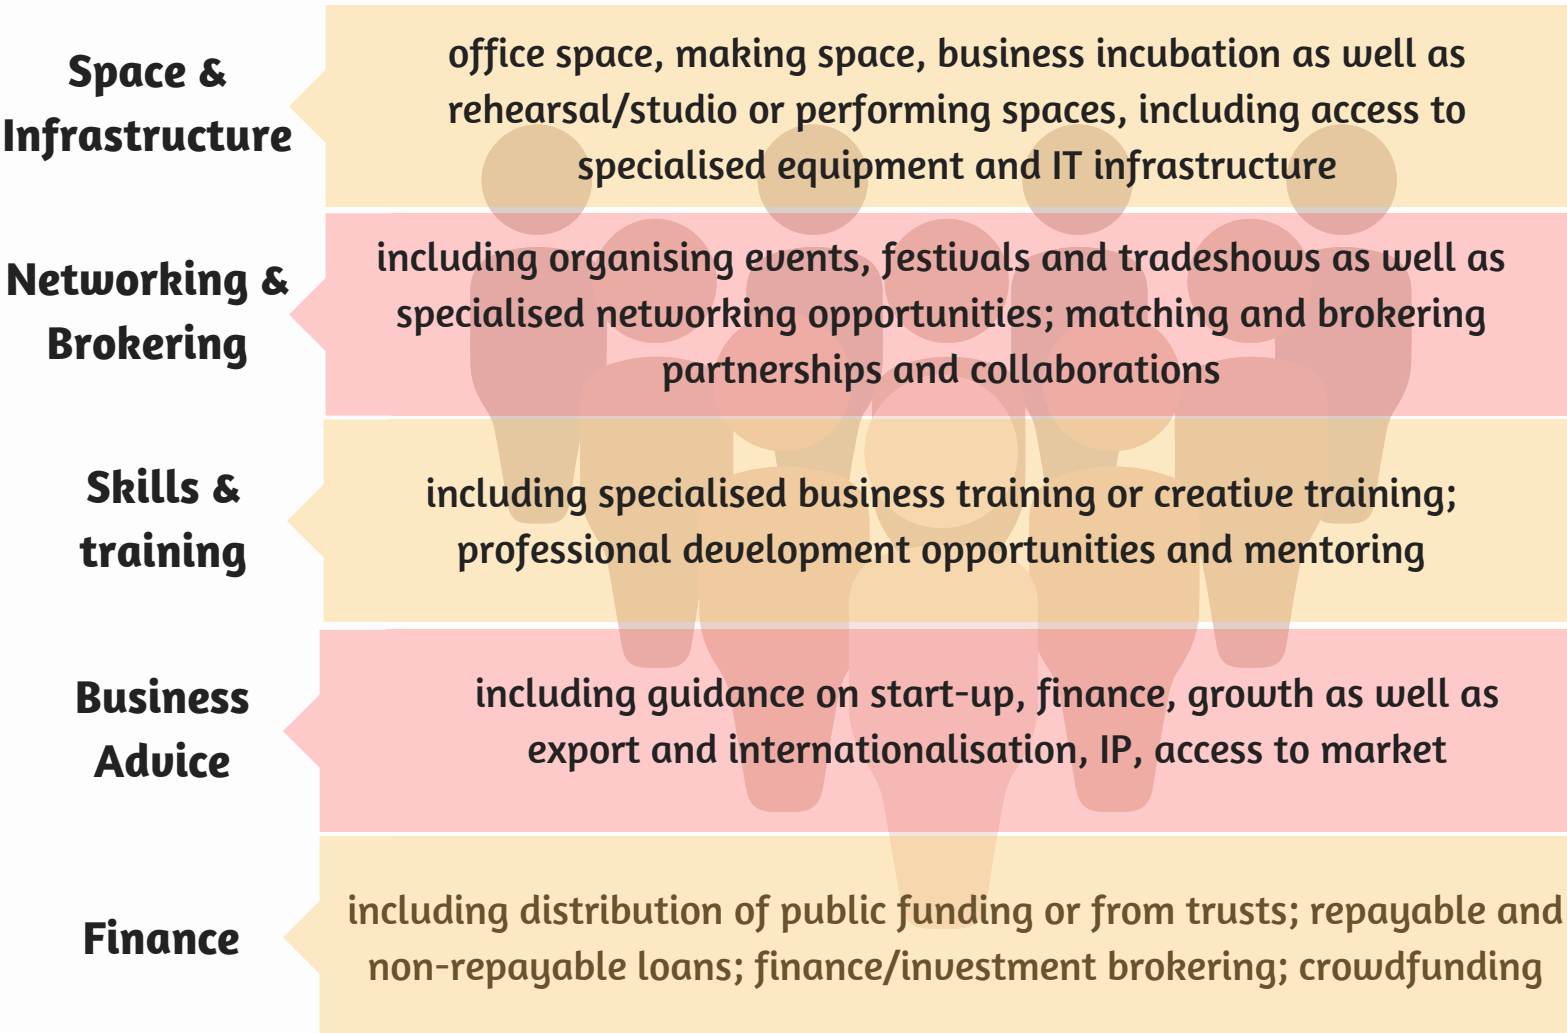 Space &
Infrastructure
office space, making space, business incubation as well as
rehearsal/studio or performing spaces, including access to
specialised equipment and IT infrastructure
Networking &
Brokering
including organising events, festivals and tradeshows as well as
specialised networking opportunities; matching and brokering
partnerships and collaborations
Skills &
training
including specialised business training or creative training;
professional development opportunities and mentoring
Business
Advice
including guidance on start-up, finance, growth as well as
export and internationalisation, IP, access to market
Finance
including distribution of public funding or from trusts; repayable and
non-repayable loans; finance/investment brokering; crowdfunding